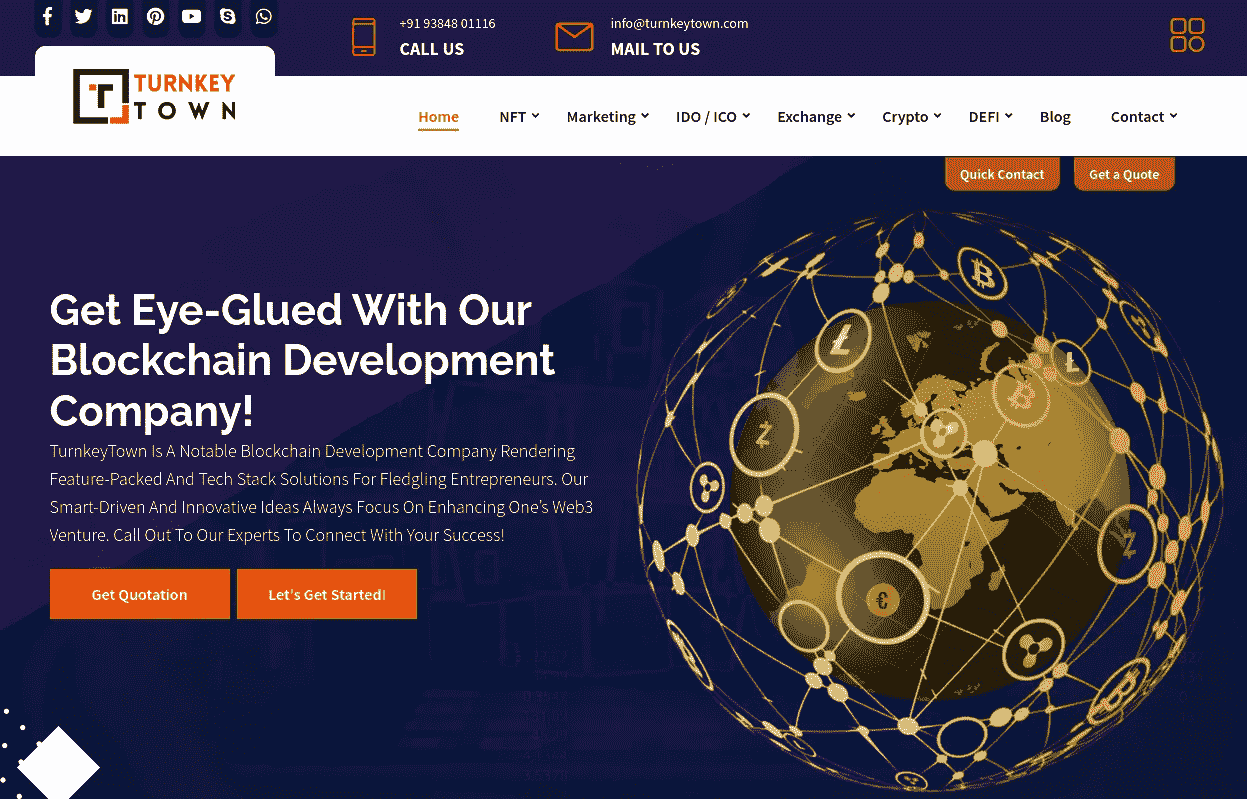 +91 93848 01116
CALL US
info@turnkeytown.com
MAIL TO US
TURNKEY
TOWN
Home
NFT
Marketing
IDO / ICO
Exchange
Crypto
DEFI
Blog
Contact
Quick Contact
Get a Quote
Get Eye-Glued With Our
Blockchain Development
Company!
TurnkeyTown Is A Notable Blockchain Development Company Rendering
Feature-Packed And Tech Stack Solutions For Fledgling Entrepreneurs. Our
Smart-Driven And Innovative Ideas Always Focus On Enhancing One's Web3
Venture. Call Out To Our Experts To Connect With Your Success!
Get Quotation
Let's Get Started!